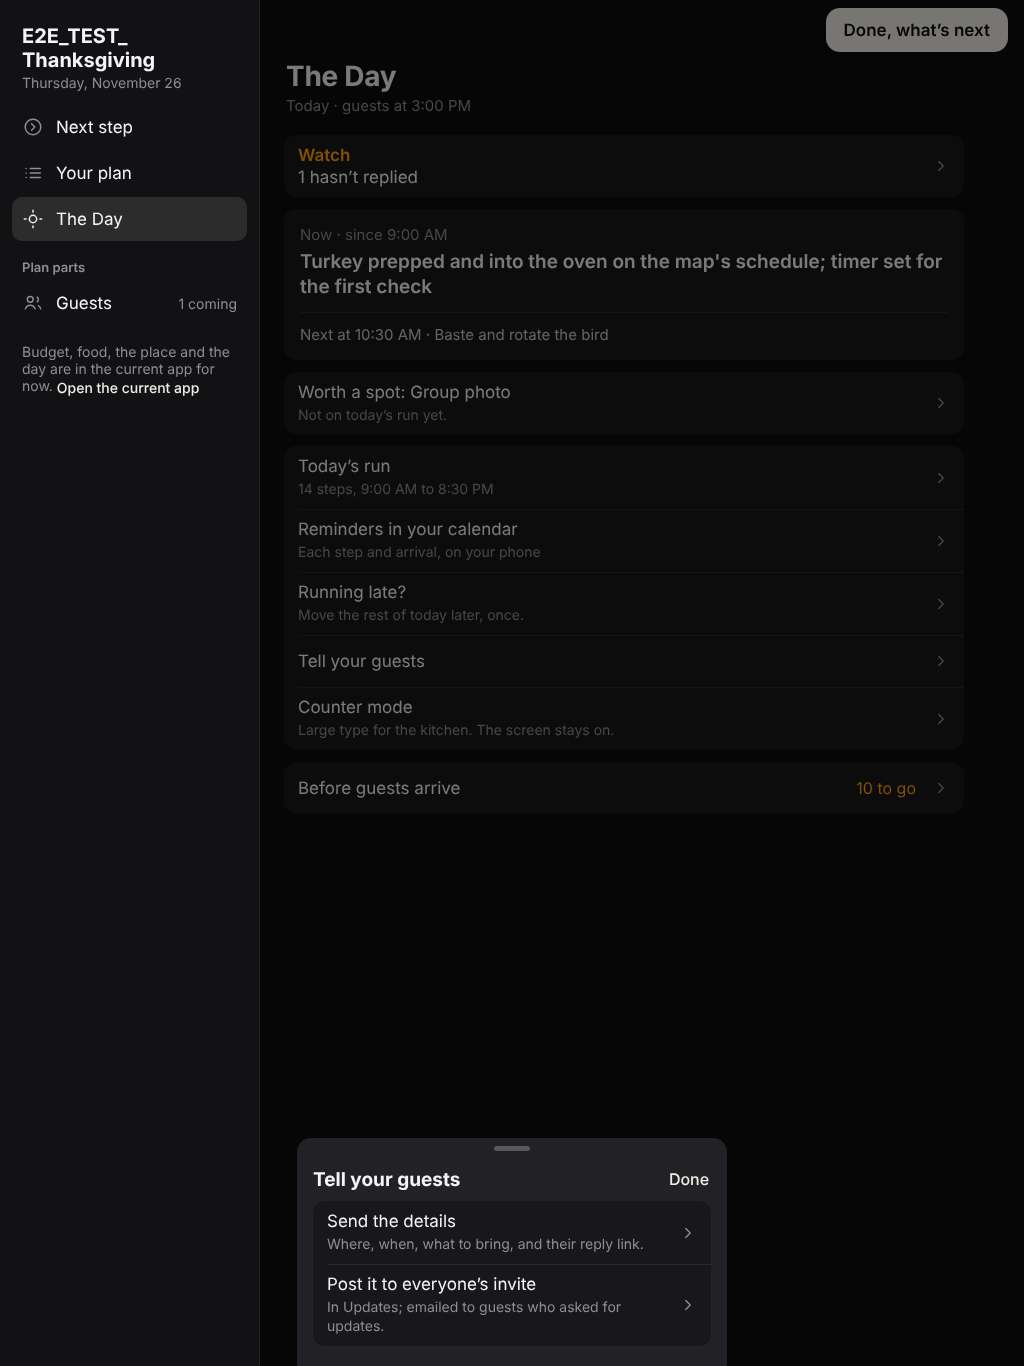 E2E_TEST_
Thanksgiving
Thursday, November 26
Next step
Your plan
The Day
Plan parts
Guests 1 coming
Budget, food, the place and the
day are in the current app for
now. Open the current app
Done, what’s next
The Day
Today · guests at 3:00 PM
Watch
1 hasn’t replied
Now · since 9:00 AM
Turkey prepped and into the oven on the map's schedule; timer set for
the first check
Next at 10:30 AM · Baste and rotate the bird
Worth a spot: Group photo
Not on today’s run yet.
Today’s run
14 steps, 9:00 AM to 8:30 PM
Reminders in your calendar
Each step and arrival, on your phone
Running late?
Move the rest of today later, once.
Tell your guests
Counter mode
Large type for the kitchen. The screen stays on.
Before guests arrive 10 to go
Tell your guests Done
Send the details
Where, when, what to bring, and their reply link.
Post it to everyone’s invite
In Updates; emailed to guests who asked for
updates.